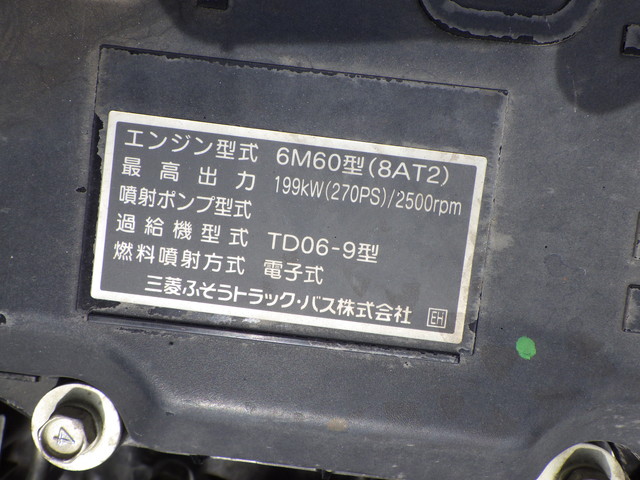 エンジン型式 6M60型(8AT2)
最高出力 199kW(270PS)/2500rpm
噴射ポンプ型式
過給機型式 TD06-9型
燃料噴射方式 電子式
三菱ふそうトラック・バス株式会社 EH
4